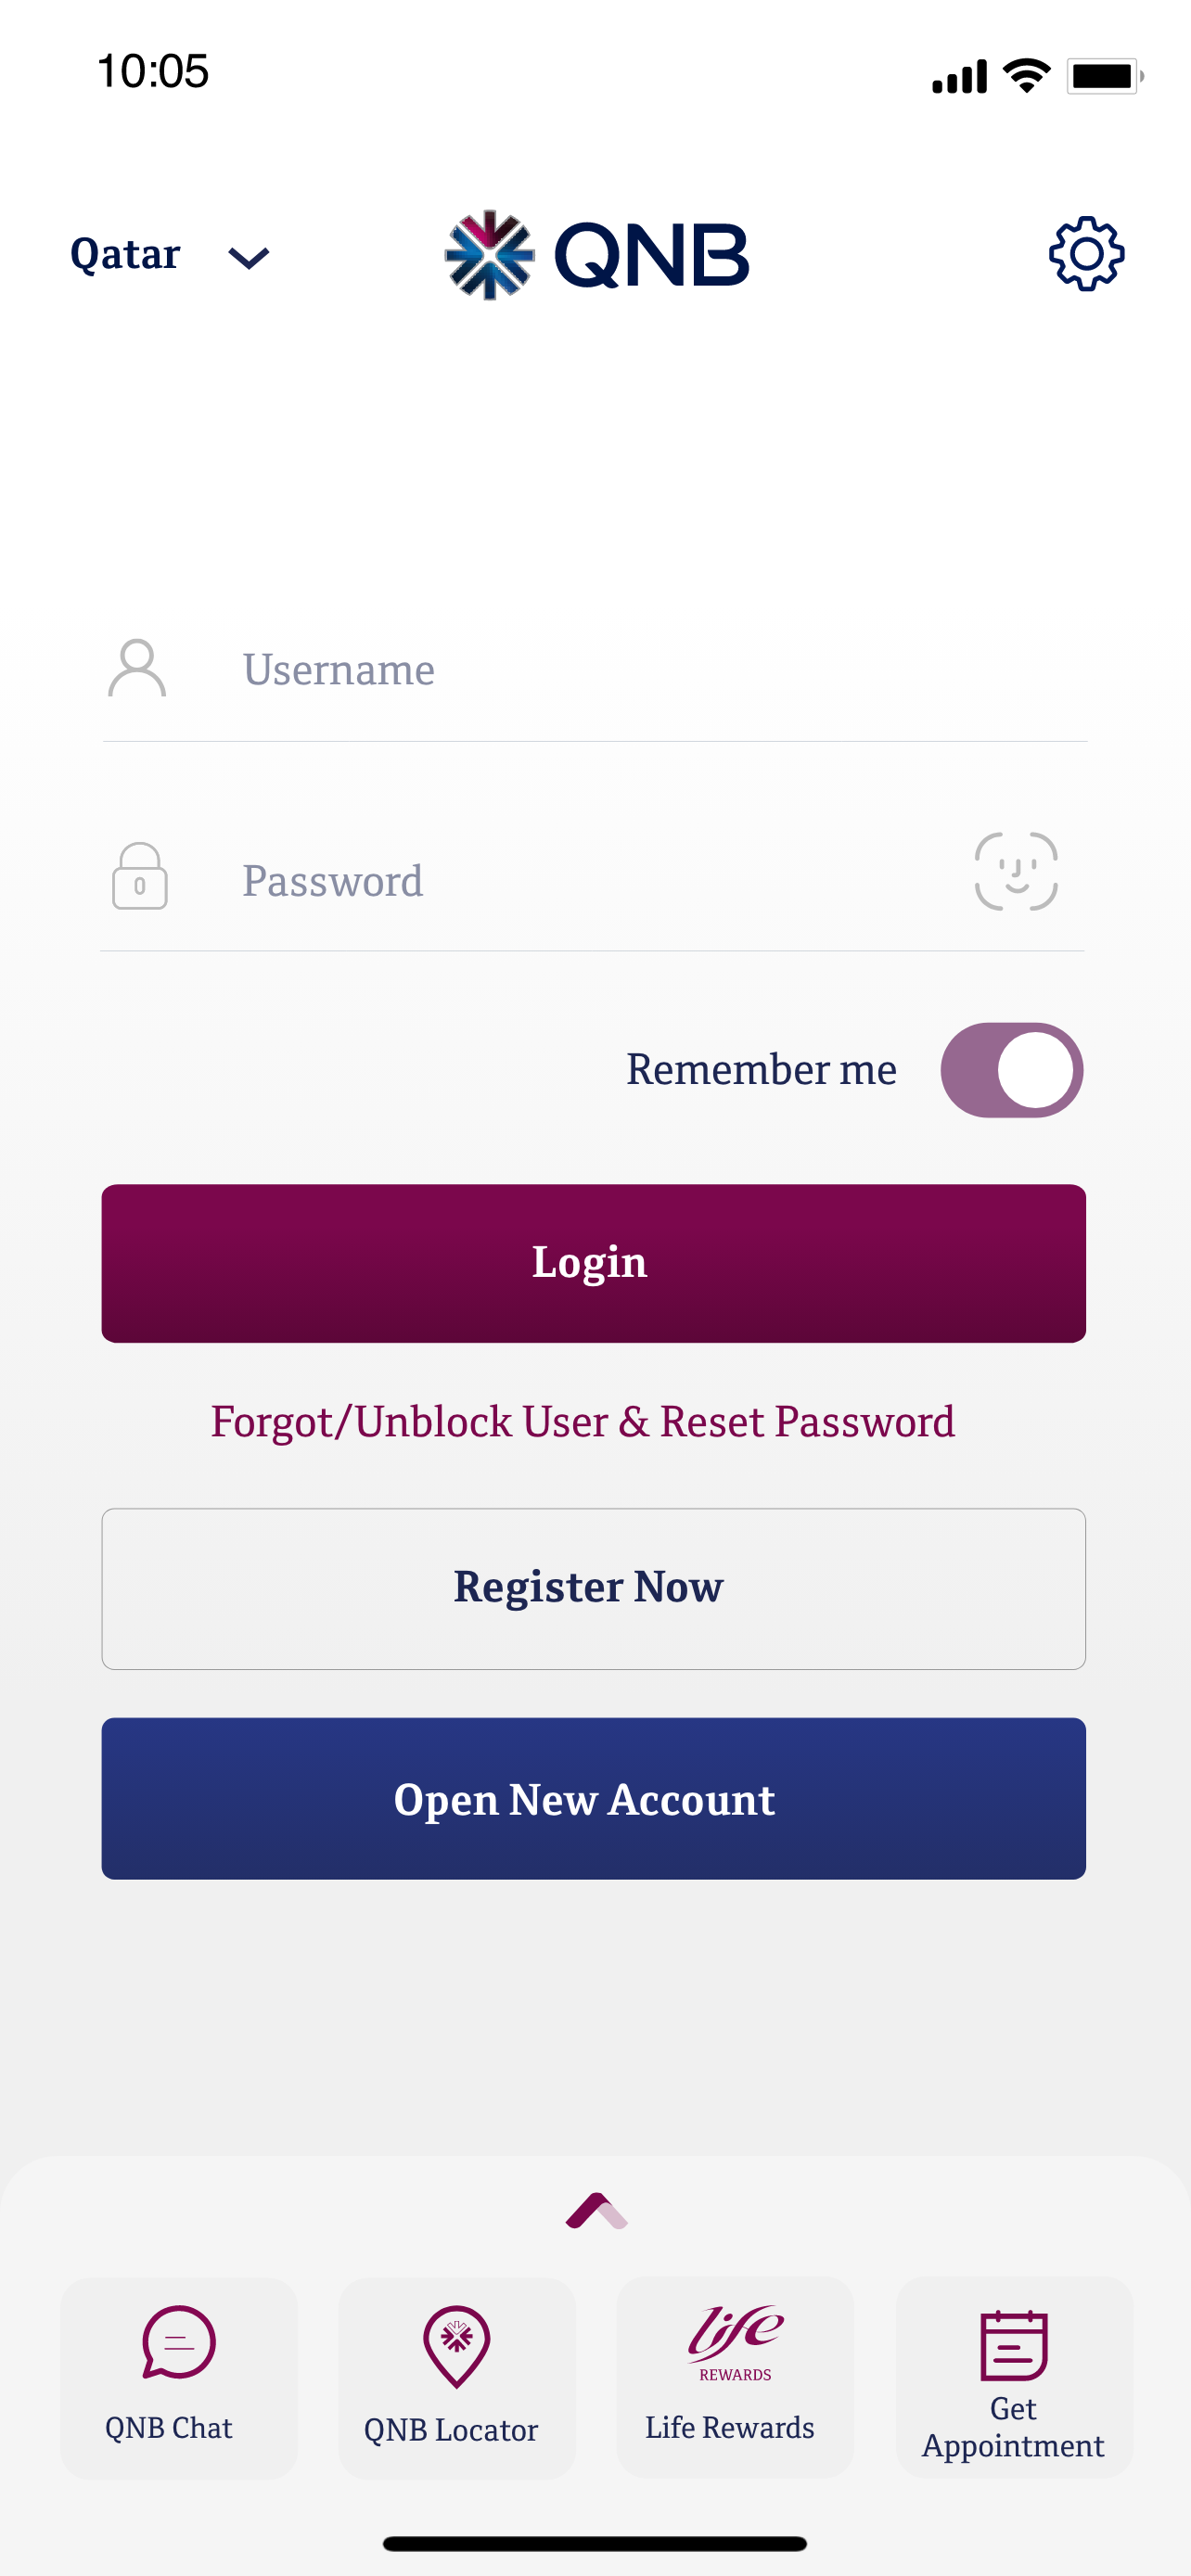 10:05
Qatar
QNB
Username
Password
Remember me
Login
Forgot/Unblock User & Reset Password
Register Now
Open New Account
life
REWARDS
QNB Chat
QNB Locator
Life Rewards
Get
Appointment